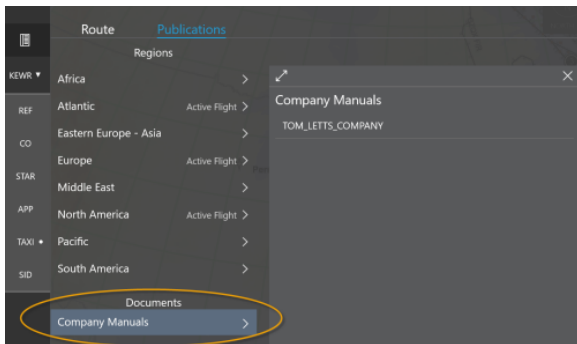 Route Publications
Regions
KEWR ▼
Africa
REF
Atlantic Active Flight
Eastern Europe - Asia
CO
Europe Active Flight
STAR
Middle East
APP
North America Active Flight
TAXI •
Pacific
SID
South America
Documents
Company Manuals
Company Manuals
TOM_LETTS_COMPANY